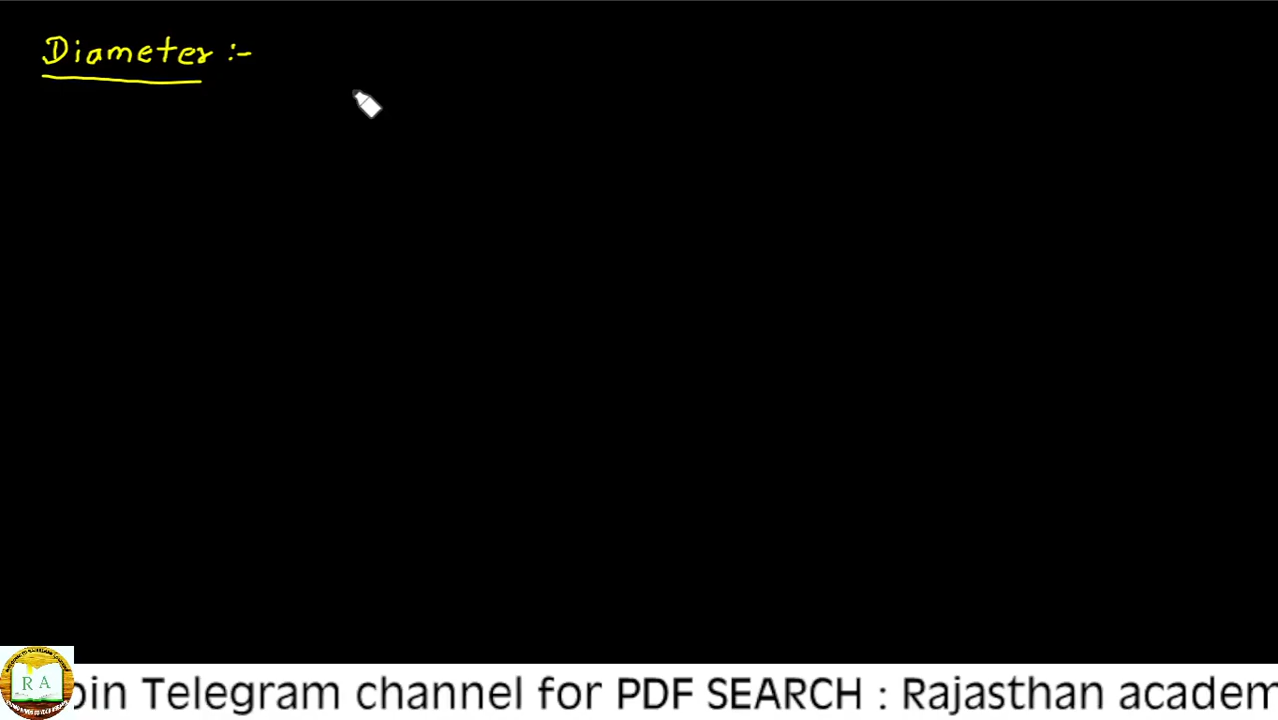 Diameter :-
oin Telegram channel for PDF SEARCH : Rajasthan academ
R A